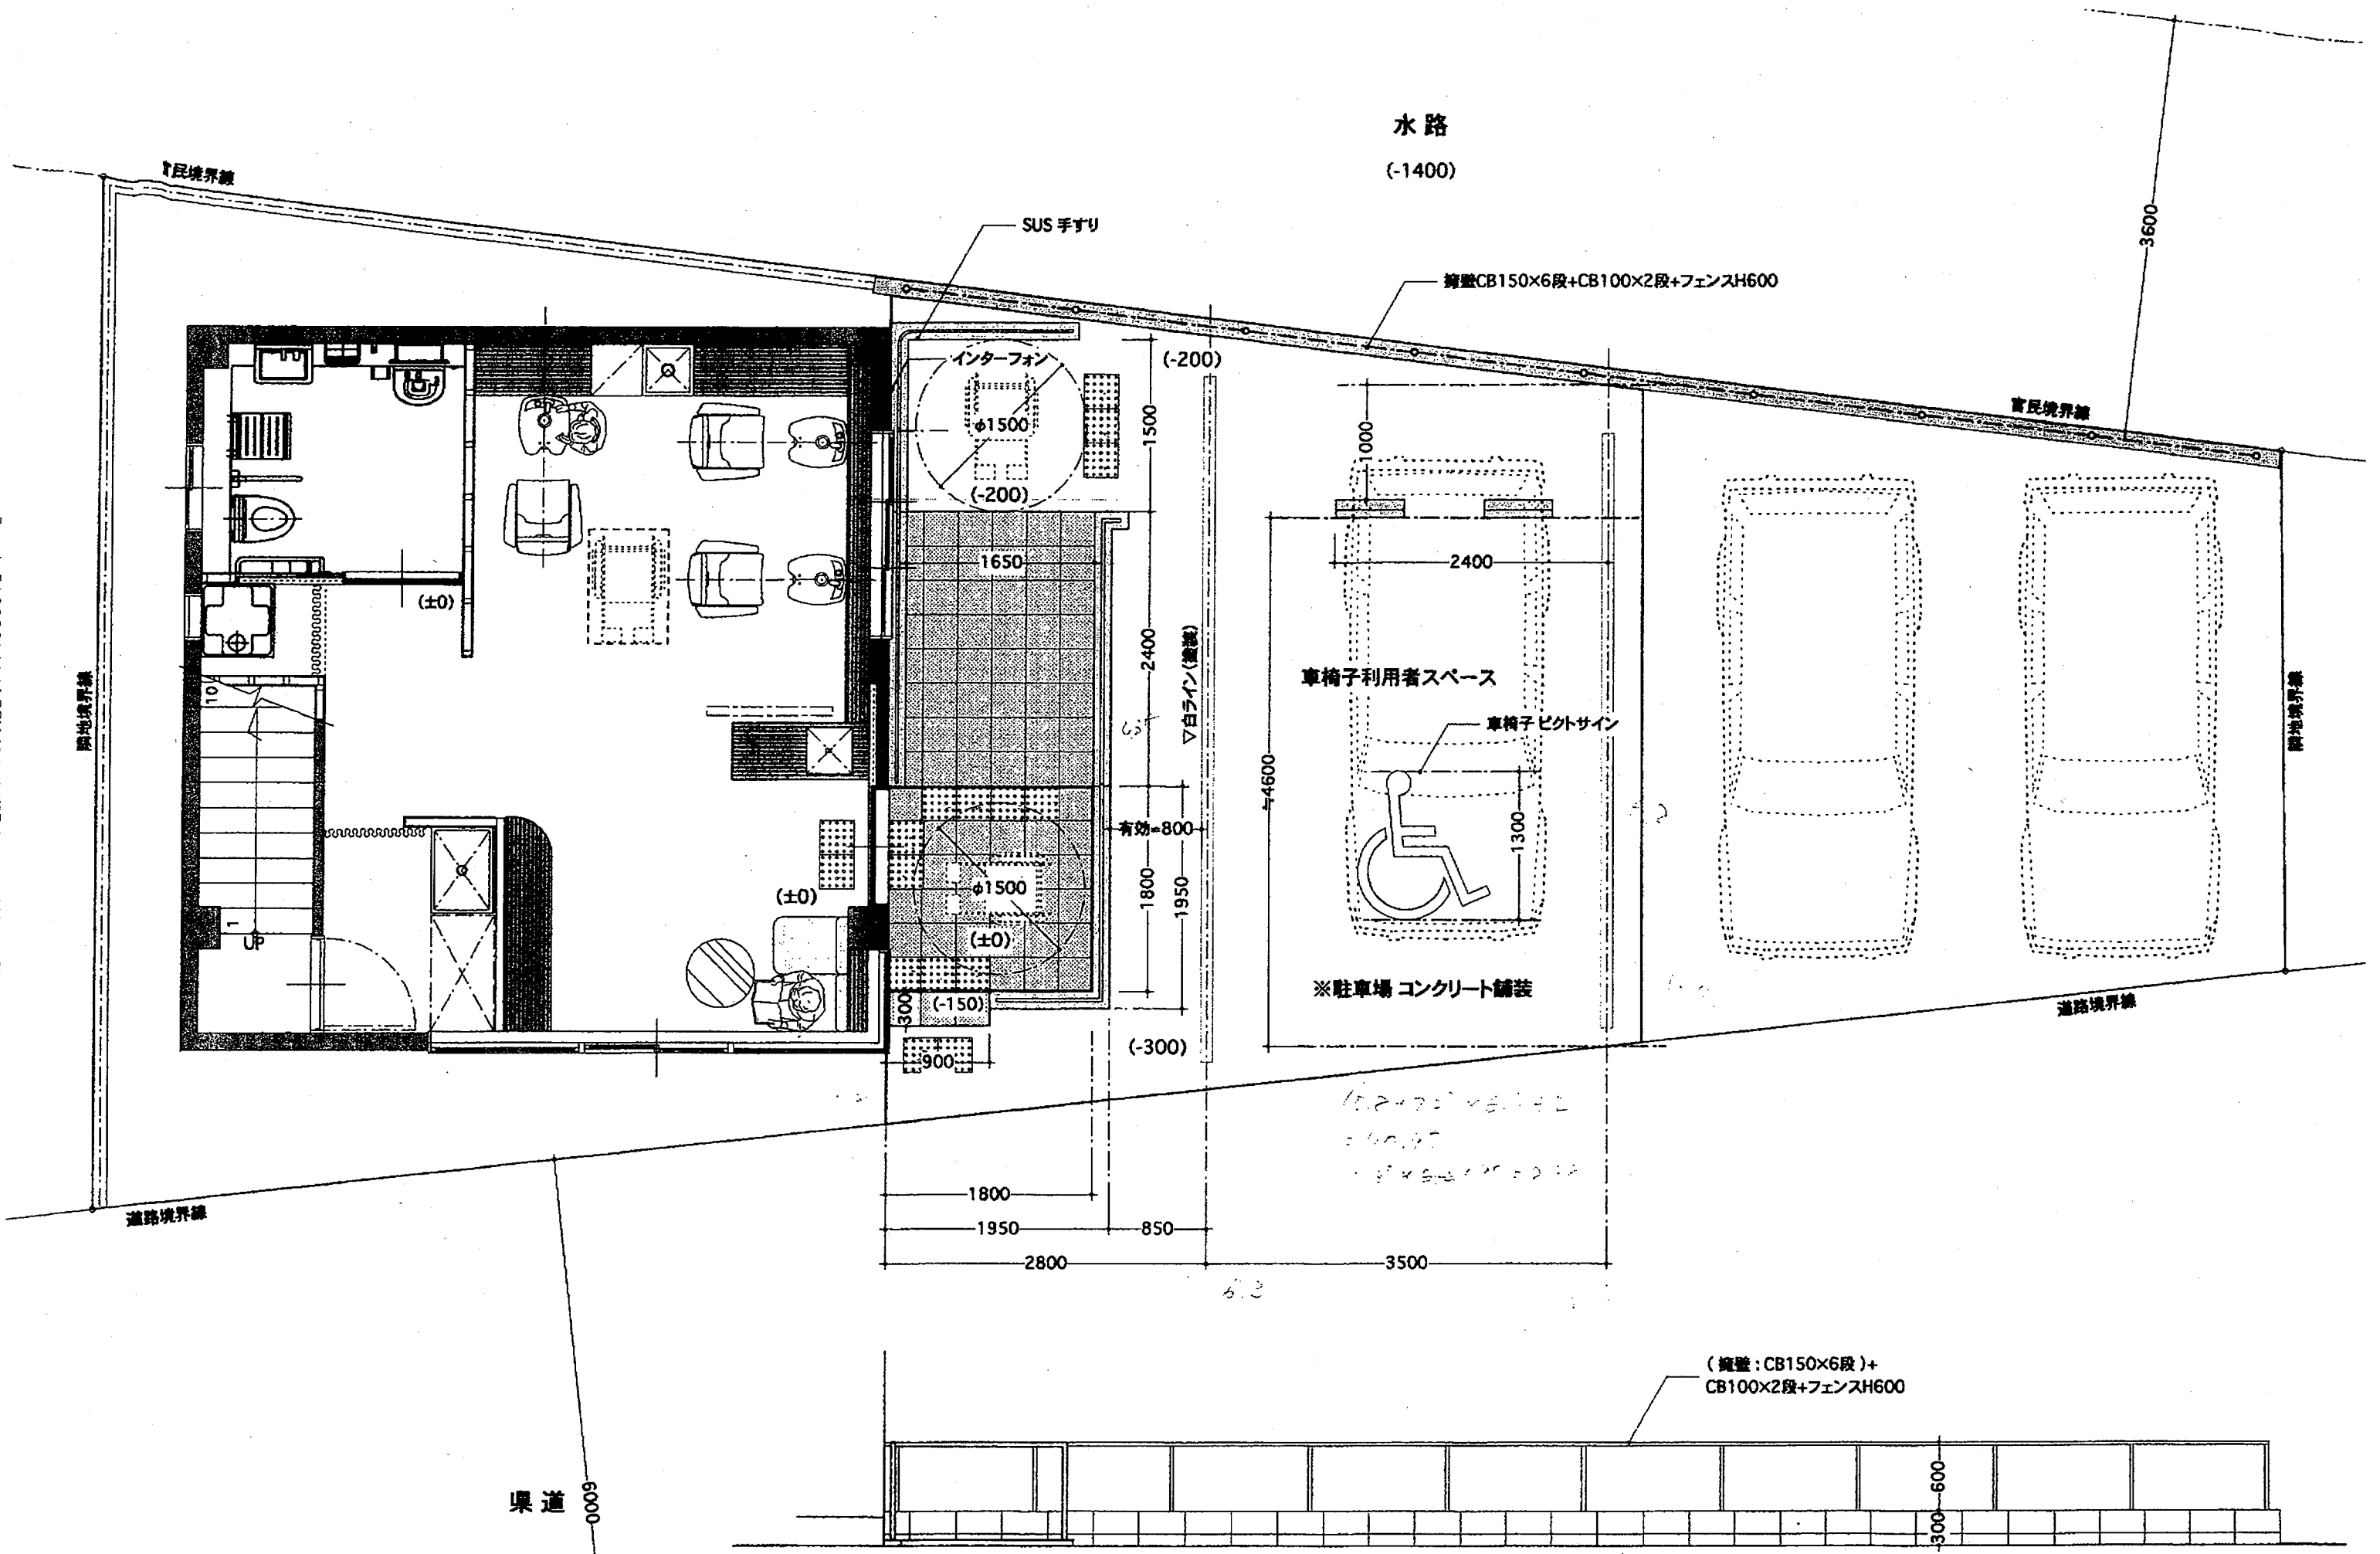 水路
(-1400)
官民境界線
SUS 手すり
3600
擁壁CB150×6段+CB100×2段+フェンスH600
インターフォン
(-200)
φ1500
(-200)
1500
1000
官民境界線
1650
2400
(±0)
2400
▽白ライン(塗装)
車椅子利用者スペース
隣地境界線
隣地境界線
10
車椅子 ピクトサイン
≒4600
1300
有効=800
φ1500
(±0)
1800
1950
(±0)
1
UP
※駐車場 コンクリート舗装
300
(-150)
道路境界線
(-300)
900
1800
道路境界線
1950
850
2800
3500
6.3
(擁壁:CB150×6段)+
CB100×2段+フェンスH600
県道
6000
600
300